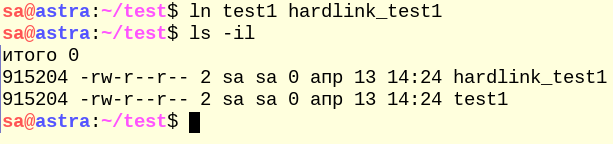 sa@astra:~/test$ ln test1 hardlink_test1
sa@astra:~/test$ ls -il
итого 0
915204 -rw-r--r-- 2 sa sa 0 апр 13 14:24 hardlink_test1
915204 -rw-r--r-- 2 sa sa 0 апр 13 14:24 test1
sa@astra:~/test$